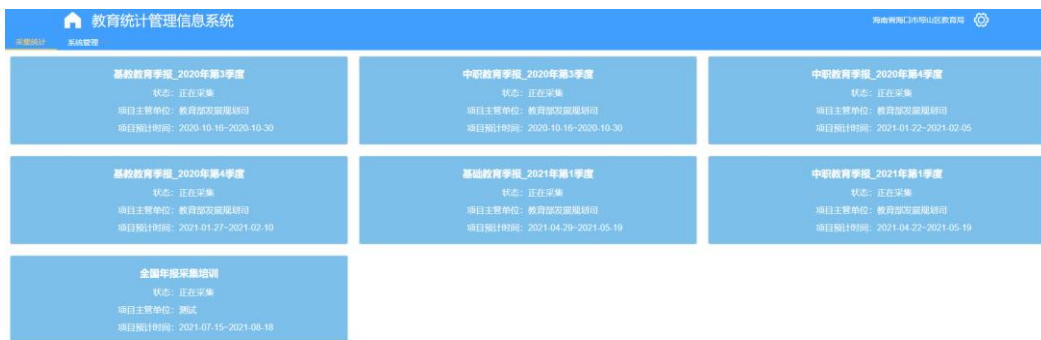 教育统计管理信息系统
海南省海口市琼山区教育局
采集统计 系统管理
基教教育季报_2020年第3季度
状态：正在采集
项目主管单位：教育部发展规划司
项目预计时间：2020-10-16~2020-10-30
中职教育季报_2020年第3季度
状态：正在采集
项目主管单位：教育部发展规划司
项目预计时间：2020-10-16~2020-10-30
中职教育季报_2020年第4季度
状态：正在采集
项目主管单位：教育部发展规划司
项目预计时间：2021-01-22~2021-02-05
基教教育季报_2020年第4季度
状态：正在采集
项目主管单位：教育部发展规划司
项目预计时间：2021-01-27~2021-02-10
基础教育季报_2021年第1季度
状态：正在采集
项目主管单位：教育部发展规划司
项目预计时间：2021-04-29~2021-05-19
中职教育季报_2021年第1季度
状态：正在采集
项目主管单位：教育部发展规划司
项目预计时间：2021-04-22~2021-05-19
全国年报采集培训
状态：正在采集
项目主管单位：测试
项目预计时间：2021-07-15~2021-08-18